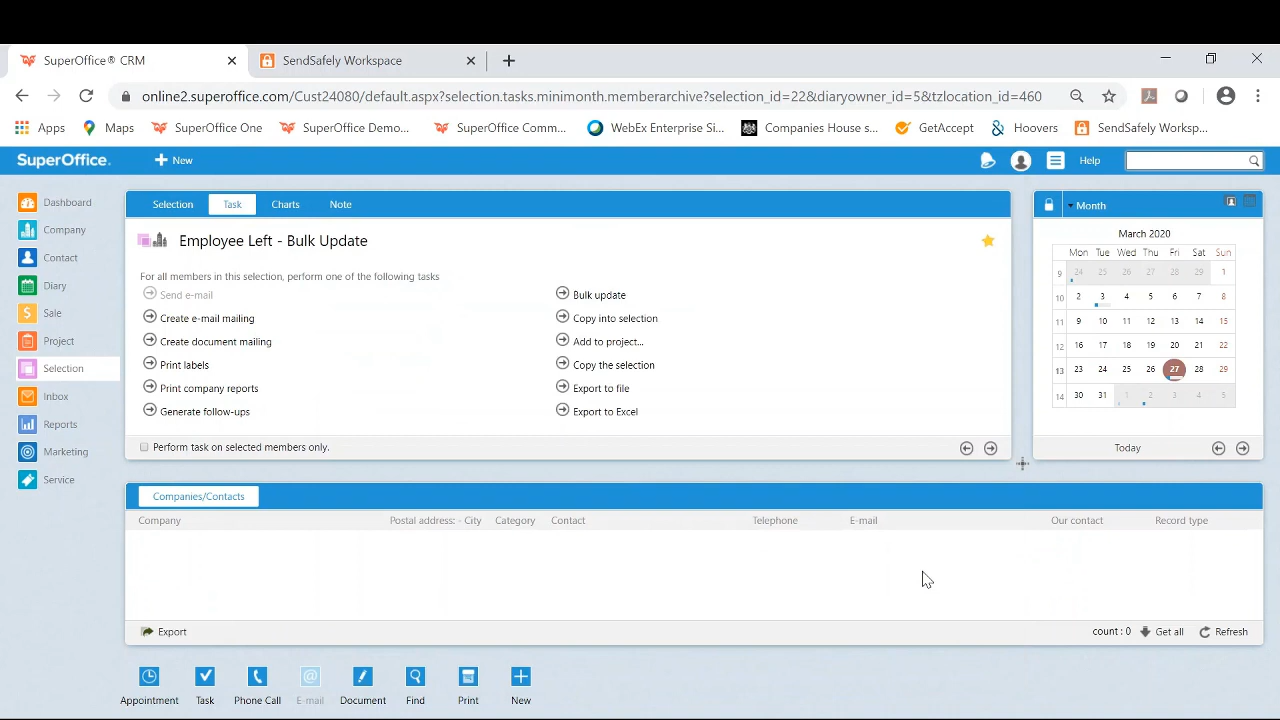 SuperOffice® CRM
SendSafely Workspace
online2.superoffice.com/Cust24080/default.aspx?selection.tasks.minimonth.memberarchive?selection_id=22&diaryowner_id=5&tzlocation_id=460
Apps Maps SuperOffice One SuperOffice Demo... SuperOffice Comm... WebEx Enterprise Si... Companies House s... GetAccept Hoovers SendSafely Worksp...
SuperOffice. New Help
Dashboard
Company
Contact
Diary
Sale
Project
Selection
Inbox
Reports
Marketing
Service
Selection Task Charts Note
Employee Left - Bulk Update
For all members in this selection, perform one of the following tasks
Send e-mail
Create e-mail mailing
Create document mailing
Print labels
Print company reports
Generate follow-ups
Bulk update
Copy into selection
Add to project...
Copy the selection
Export to file
Export to Excel
Perform task on selected members only.
Month
March 2020
Mon Tue Wed Thu Fri Sat Sun
9 24 25 26 27 28 29 1
10 2 3 4 5 6 7 8
11 9 10 11 12 13 14 15
12 16 17 18 19 20 21 22
13 23 24 25 26 27 28 29
14 30 31 1 2 3 4 5
Today
Companies/Contacts
Company Postal address: - City Category Contact Telephone E-mail Our contact Record type
Export count : 0 Get all Refresh
Appointment Task Phone Call E-mail Document Find Print New